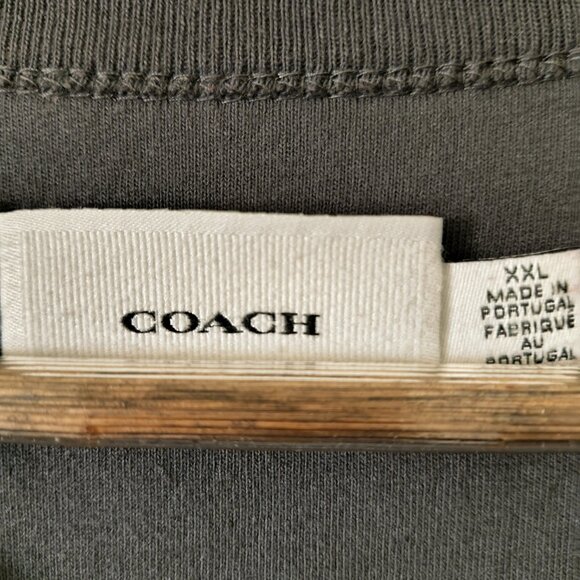 COACH
XXL
MADE IN
PORTUGAL
FABRIQUÉ
AU
PORTUGAL